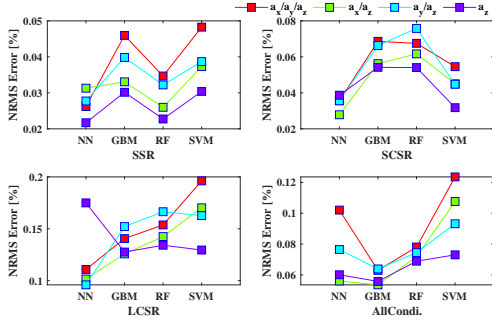 a_x/a_y/a_z a_x/a_z a_y/a_z a_z
NRMS Error [%]
0.05
0.04
0.03
0.02
NN GBM RF SVM
SSR
NRMS Error [%]
0.08
0.06
0.04
0.02
NN GBM RF SVM
SCSR
NRMS Error [%]
0.2
0.15
0.1
NN GBM RF SVM
LCSR
NRMS Error [%]
0.12
0.1
0.08
0.06
NN GBM RF SVM
AllCondi.